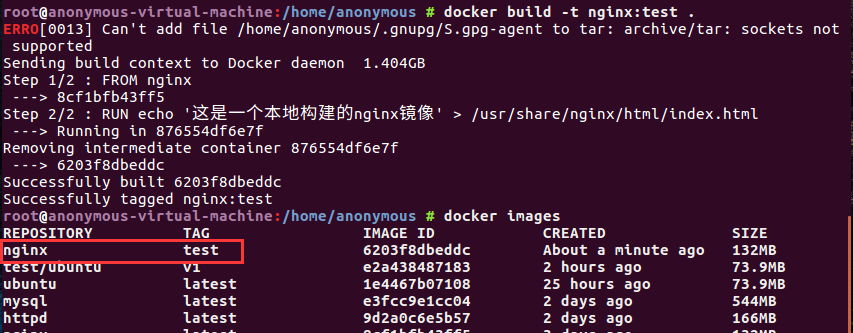 root@anonymous-virtual-machine:/home/anonymous # docker build -t nginx:test .
ERRO[0013] Can't add file /home/anonymous/.gnupg/S.gpg-agent to tar: archive/tar: sockets not
supported
Sending build context to Docker daemon  1.404GB
Step 1/2 : FROM nginx
 ---> 8cf1bfb43ff5
Step 2/2 : RUN echo '这是一个本地构建的nginx镜像' > /usr/share/nginx/html/index.html
 ---> Running in 876554df6e7f
Removing intermediate container 876554df6e7f
 ---> 6203f8dbeddc
Successfully built 6203f8dbeddc
Successfully tagged nginx:test
root@anonymous-virtual-machine:/home/anonymous # docker images
REPOSITORY TAG IMAGE ID CREATED SIZE
nginx test 6203f8dbeddc About a minute ago 132MB
test/ubuntu v1 e2a438487183 2 hours ago 73.9MB
ubuntu latest 1e4467b07108 25 hours ago 73.9MB
mysql latest e3fcc9e1cc04 2 days ago 544MB
httpd latest 9d2a0c6e5b57 2 days ago 166MB